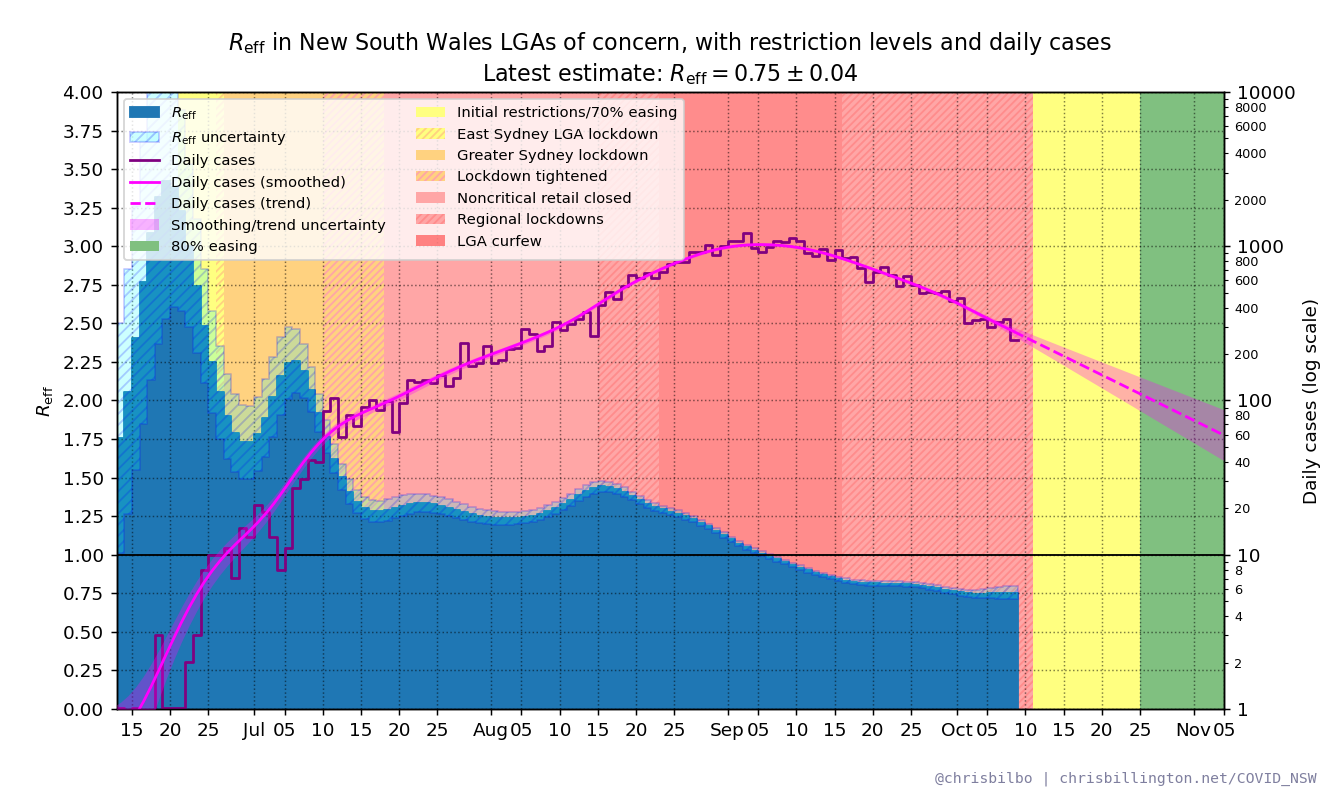 R_eff in New South Wales LGAs of concern, with restriction levels and daily cases
Latest estimate: R_eff = 0.75 ± 0.04
R_eff
R_eff uncertainty
Daily cases
Daily cases (smoothed)
Daily cases (trend)
Smoothing/trend uncertainty
80% easing
Initial restrictions/70% easing
East Sydney LGA lockdown
Greater Sydney lockdown
Lockdown tightened
Noncritical retail closed
Regional lockdowns
LGA curfew
R_eff
4.00
3.75
3.50
3.25
3.00
2.75
2.50
2.25
2.00
1.75
1.50
1.25
1.00
0.75
0.50
0.25
0.00
10000
8000
6000
4000
2000
1000
800
600
400
200
100
80
60
40
20
10
8
6
4
2
1
Daily cases (log scale)
15 20 25 Jul 05 10 15 20 25 Aug 05 10 15 20 25 Sep 05 10 15 20 25 Oct 05 10 15 20 25 Nov 05
@chrisbilbo | chrisbillington.net/COVID_NSW